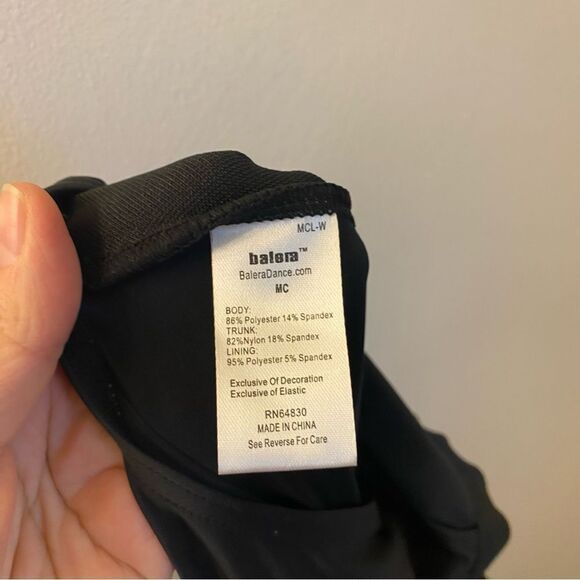 MCL-W
balera™
BaleraDance.com
MC
BODY:
86% Polyester 14% Spandex
TRUNK:
82%Nylon 18% Spandex
LINING:
95% Polyester 5% Spandex
Exclusive Of Decoration
Exclusive of Elastic
RN64830
MADE IN CHINA
See Reverse For Care